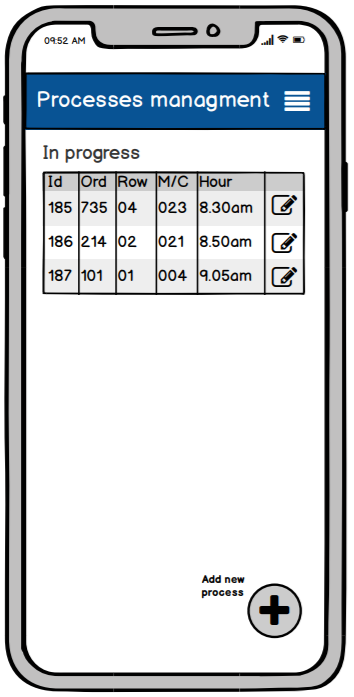 09:52 AM
Processes managment
In progress
Id Ord Row M/C Hour
185 735 04 023 8.30am
186 214 02 021 8.50am
187 101 01 004 9.05am
Add new
process